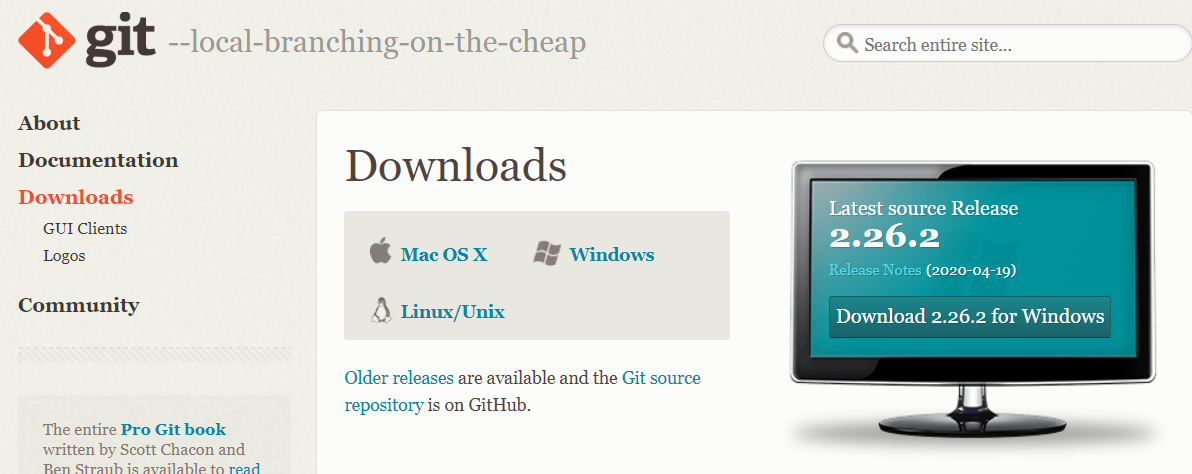 git --local-branching-on-the-cheap
Search entire site...
About
Documentation
Downloads
GUI Clients
Logos
Community
The entire Pro Git book
written by Scott Chacon and
Ben Straub is available to read
Downloads
Mac OS X
Windows
Linux/Unix
Older releases are available and the Git source
repository is on GitHub.
Latest source Release
2.26.2
Release Notes (2020-04-19)
Download 2.26.2 for Windows